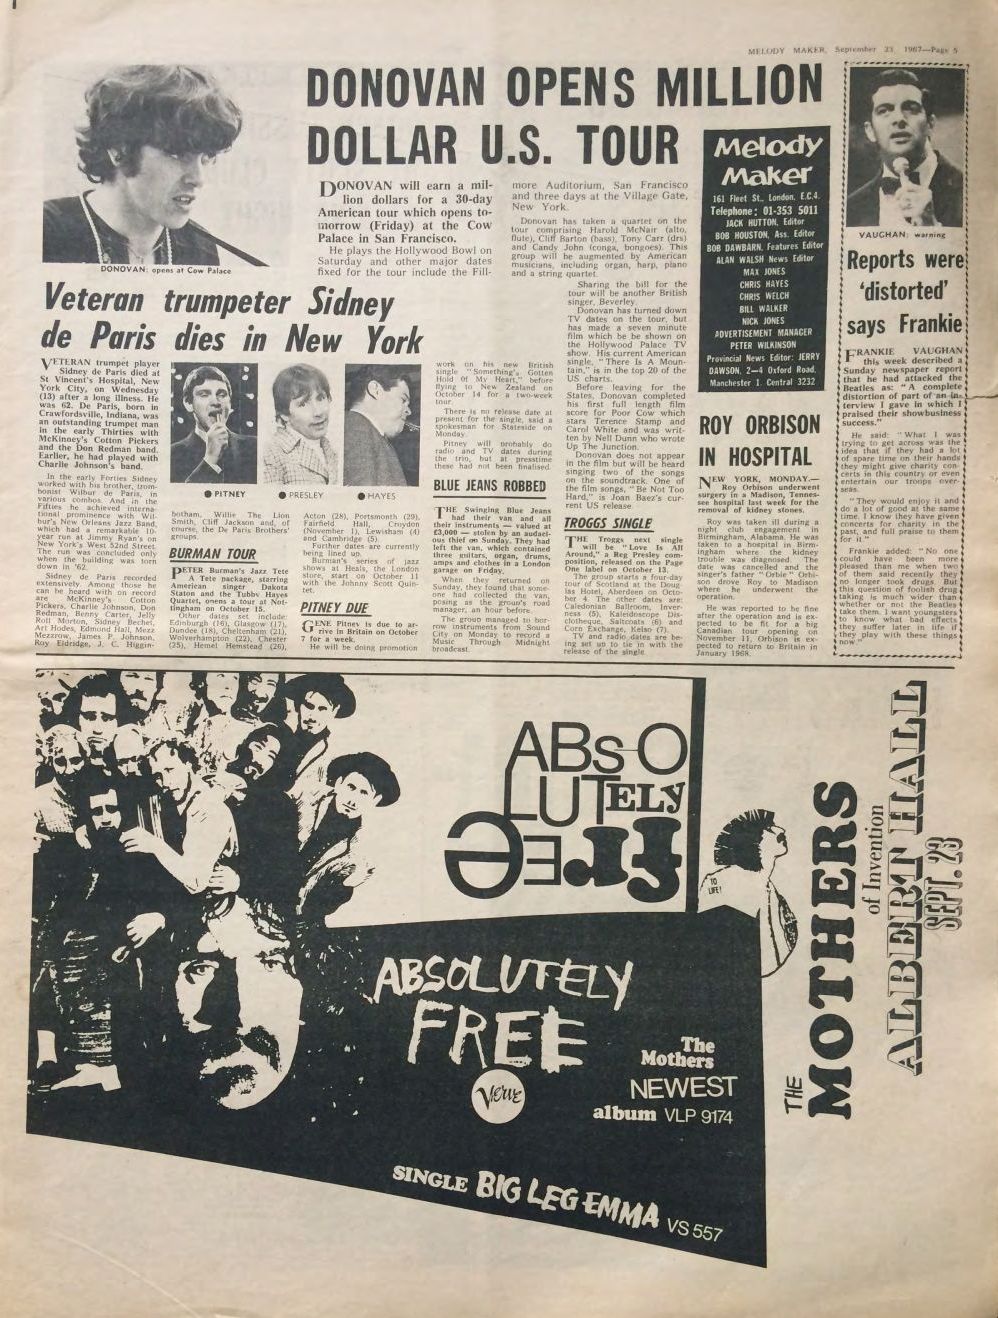 MELODY MAKER, September 23, 1967—Page 5
DONOVAN: opens at Cow Palace
DONOVAN OPENS MILLION
DOLLAR U.S. TOUR
DONOVAN will earn a mil-
lion dollars for a 30-day
American tour which opens to-
morrow (Friday) at the Cow
Palace in San Francisco.
He plays the Hollywood Bowl on
Saturday and other major dates
fixed for the tour include the Fill-
more Auditorium, San Francisco
and three days at the Village Gate,
New York.
Donovan has taken a quartet on the
tour comprising Harold McNair (alto,
flute), Cliff Barton (bass), Tony Carr (drs)
and Candy John (conga, bongoes). This
group will be augmented by American
musicians, including organ, harp, piano
and a string quartet.
Sharing the bill for the
tour will be another British
singer, Beverley.
Donovan has turned down
TV dates on the tour, but
has made a seven minute
film which be be shown on
the Hollywood Palace TV
show. His current American
single, "There Is A Moun-
tain," is in the top 20 of the
US charts.
Before leaving for the
States, Donovan completed
his first full length film
score for Poor Cow which
stars Terence Stamp and
Carol White and was writ-
ten by Nell Dunn who wrote
Up The Junction.
Donovan does not appear
in the film but will be heard
singing two of the songs
on the soundtrack. One of
the film songs, "Be Not Too
Hard," is Joan Baez's cur-
rent US release
TROGGS SINGLE
THE Troggs next single
will be "Love Is All
Around," a Reg Presley com-
position, released on the Page
One label on October 13.
The group starts a four-day
tour of Scotland at the Doug-
las Hotel, Aberdeen on Octo-
ber 4. The other dates are:
Caledonian Ballroom, Inver-
ness (5), Kaleidoscope Dis-
clotheque, Saltcoats (6) and
Corn Exchange, Kelso (7).
TV and radio dates are be-
ing set up to tie in with the
release of the single.
Melody
Maker
161 Fleet St., London, E.C.4.
Telephone: 01-353 5011
JACK HUTTON, Editor
BOB HOUSTON, Ass. Editor
BOB DAWBARN, Features Editor
ALAN WALSH News Editor
MAX JONES
CHRIS HAYES
CHRIS WELCH
BILL WALKER
NICK JONES
ADVERTISEMENT MANAGER
PETER WILKINSON
Provincial News Editor: JERRY
DAWSON, 2—4 Oxford Road,
Manchester 1 Central 3232
ROY ORBISON
IN HOSPITAL
NEW YORK, MONDAY.—
Roy Orbison underwent
surgery in a Madison, Tennes-
see hospital last week for the
removal of kidney stones.
Roy was taken ill during a
night club engagement in
Birmingham, Alabama. He was
taken to a hospital in Birm-
ingham where the kidney
trouble was diagnosed. The
date was cancelled and the
singer's father "Orbie" Orbi-
son drove Roy to Madison
where he underwent the
operation.
He was reported to be fine
after the operation and is ex-
pected to be fit for a big
Canadian tour opening on
November 11. Orbison is ex-
pected to return to Britain in
January 1968.
VAUGHAN: warning
Reports were
'distorted'
says Frankie
FRANKIE VAUGHAN
this week described a
Sunday newspaper report
that he had attacked the
Beatles as: "A complete
distortion of part of an in-
terview I gave in which I
praised their showbusiness
success."
He said: "What I was
trying to get across was the
idea that if they had a lot
of spare time on their hands
they might give charity con-
certs in this country or even
entertain our troops over-
seas.
"They would enjoy it and
do a lot of good at the same
time. I know they have given
concerts for charity in the
past, and full praise to them
for it."
Frankie added: "No one
could have been more
pleased than me when two
of them said recently they
no longer took drugs. But
this question of foolish drug
taking is much wider than
whether or not the Beatles
take them. I want youngsters
to know what bad effects
they suffer later in life if
they play with these things
now."
Veteran trumpeter Sidney
de Paris dies in New York
VETERAN trumpet player
Sidney de Paris died at
St Vincent's Hospital, New
York City, on Wednesday
(13) after a long illness. He
was 62. De Paris, born in
Crawfordsville, Indiana, was
an outstanding trumpet man
in the early Thirties with
McKinney's Cotton Pickers
and the Don Redman band.
Earlier, he had played with
Charlie Johnson's band.
In the early Forties Sidney
worked with his brother, trom-
bonist Wilbur de Paris, in
various combos. And in the
Fifties he achieved interna-
tional prominence with Wil-
bur's New Orleans Jazz Band,
which had a remarkable 10-
year run at Jimmy Ryan's on
New York's West 52nd Street.
The run was concluded only
when the building was torn
down in '62.
Sidney de Paris recorded
extensively. Among those he
can be heard with on record
are McKinney's Cotton
Pickers, Charlie Johnson, Don
Redman, Benny Carter, Jelly
Roll Morton, Sidney Bechet,
Art Hodes, Edmond Hall, Mezz
Mezzrow, James P. Johnson,
Roy Eldridge, J. C. Higgin-
● PITNEY
● PRESLEY
● HAYES
botham, Willie The Lion
Smith, Cliff Jackson and, of
course, the De Paris Brothers'
groups.
BURMAN TOUR
PETER Burman's Jazz Tete
A Tete package, starring
American singer Dakota
Staton and the Tubby Hayes
Quartet, opens a tour at Not-
tingham on October 15.
Other dates set include:
Edinburgh (16), Glasgow (17),
Dundee (18), Cheltenham (21),
Wolverhampton (22), Chester
(25), Hemel Hemstead (26),
Acton (28), Portsmouth (29),
Fairfield Hall, Croydon
(November 1), Lewisham (4)
and Cambridge (5).
Further dates are currently
being lined up.
Burman's series of jazz
shows at Heals, the London
store, start on October 11
with the Johnny Scott Quin-
tet.
PITNEY DUE
GENE Pitney is due to ar-
rive in Britain on October
7 for a week.
He will be doing promotion
work on his new British
single "Something's Gotten
Hold Of My Heart," before
flying to New Zealand on
October 14 for a two-week
tour.
There is no release date at
present for the single, said a
spokesman for Stateside on
Monday.
Pitney will probably do
radio and TV dates during
the trio, but at presstime
these had not been finalised.
BLUE JEANS ROBBED
THE Swinging Blue Jeans
had their van and all
their instruments — valued at
£3,000 — stolen by an audaci-
ous thief on Sunday. They had
left the van, which contained
three guitars, organ, drums,
amps and clothes in a London
garage on Friday.
When they returned on
Sunday, they found that some-
one had collected the van,
posing as the group's road
manager, an hour before.
The group managed to bor-
row instruments from Sound
City on Monday to record a
Music Through Midnight
broadcast.
ABSOLUTELY
FREE
TO
LIFE!
ABSOLUTELY
FREE
The
Mothers
NEWEST
album VLP 9174
Verve
SINGLE BIG LEG EMMA VS 557
THE
MOTHERS
of Invention
ALBERT HALL
SEPT. 23